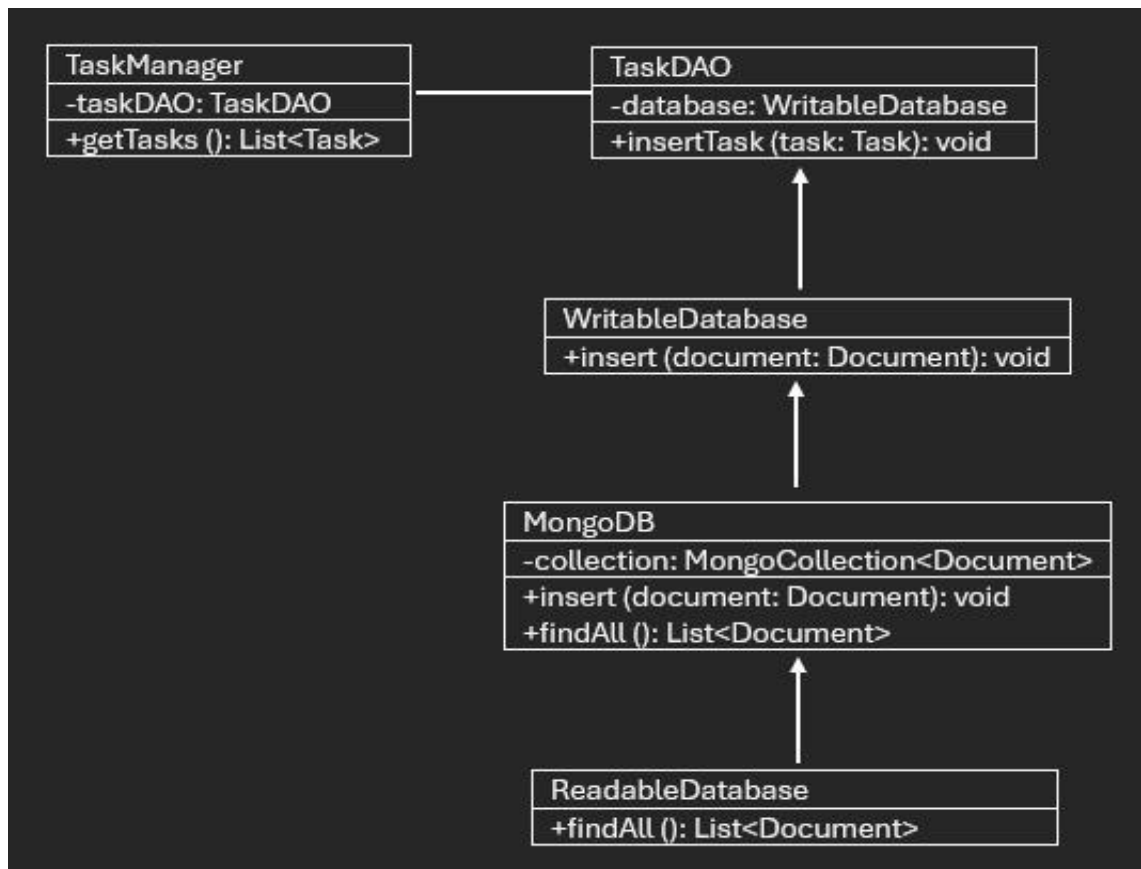 TaskManager
-taskDAO: TaskDAO
+getTasks (): List<Task>
TaskDAO
-database: WritableDatabase
+insertTask (task: Task): void
WritableDatabase
+insert (document: Document): void
MongoDB
-collection: MongoCollection<Document>
+insert (document: Document): void
+findAll (): List<Document>
ReadableDatabase
+findAll (): List<Document>